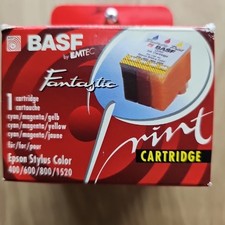 BASF
by EMTEC
Fantastic
1 cartridge
cartouche
cyan/magenta/gelb
cyan/magenta/yellow
cyan/magenta/jaune
für/for/pour
Epson Stylus Color
400/600/800/1520
Print
CARTRIDGE